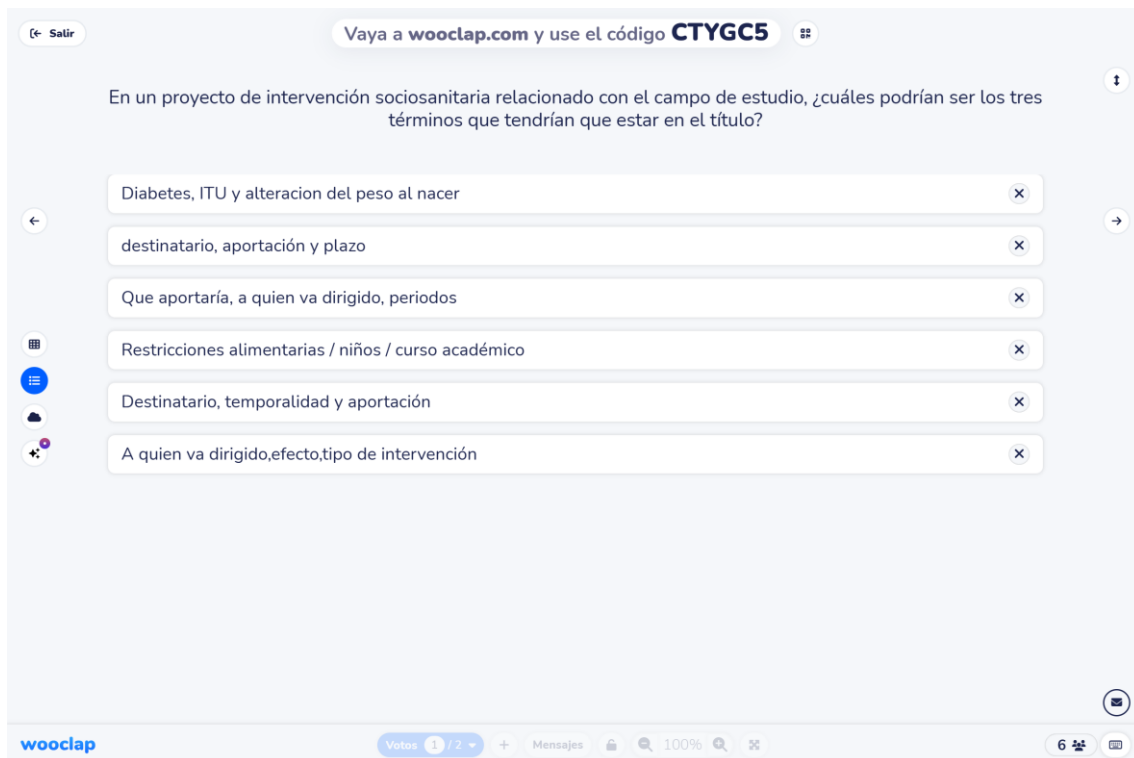 Salir
Vaya a wooclap.com y use el código CTYGC5
En un proyecto de intervención sociosanitaria relacionado con el campo de estudio, ¿cuáles podrían ser los tres
términos que tendrían que estar en el título?
Diabetes, ITU y alteracion del peso al nacer
destinatario, aportación y plazo
Que aportaría, a quien va dirigido, periodos
Restricciones alimentarias / niños / curso académico
Destinatario, temporalidad y aportación
A quien va dirigido,efecto,tipo de intervención
wooclap
Votos 1 / 2
Mensajes
100%
6